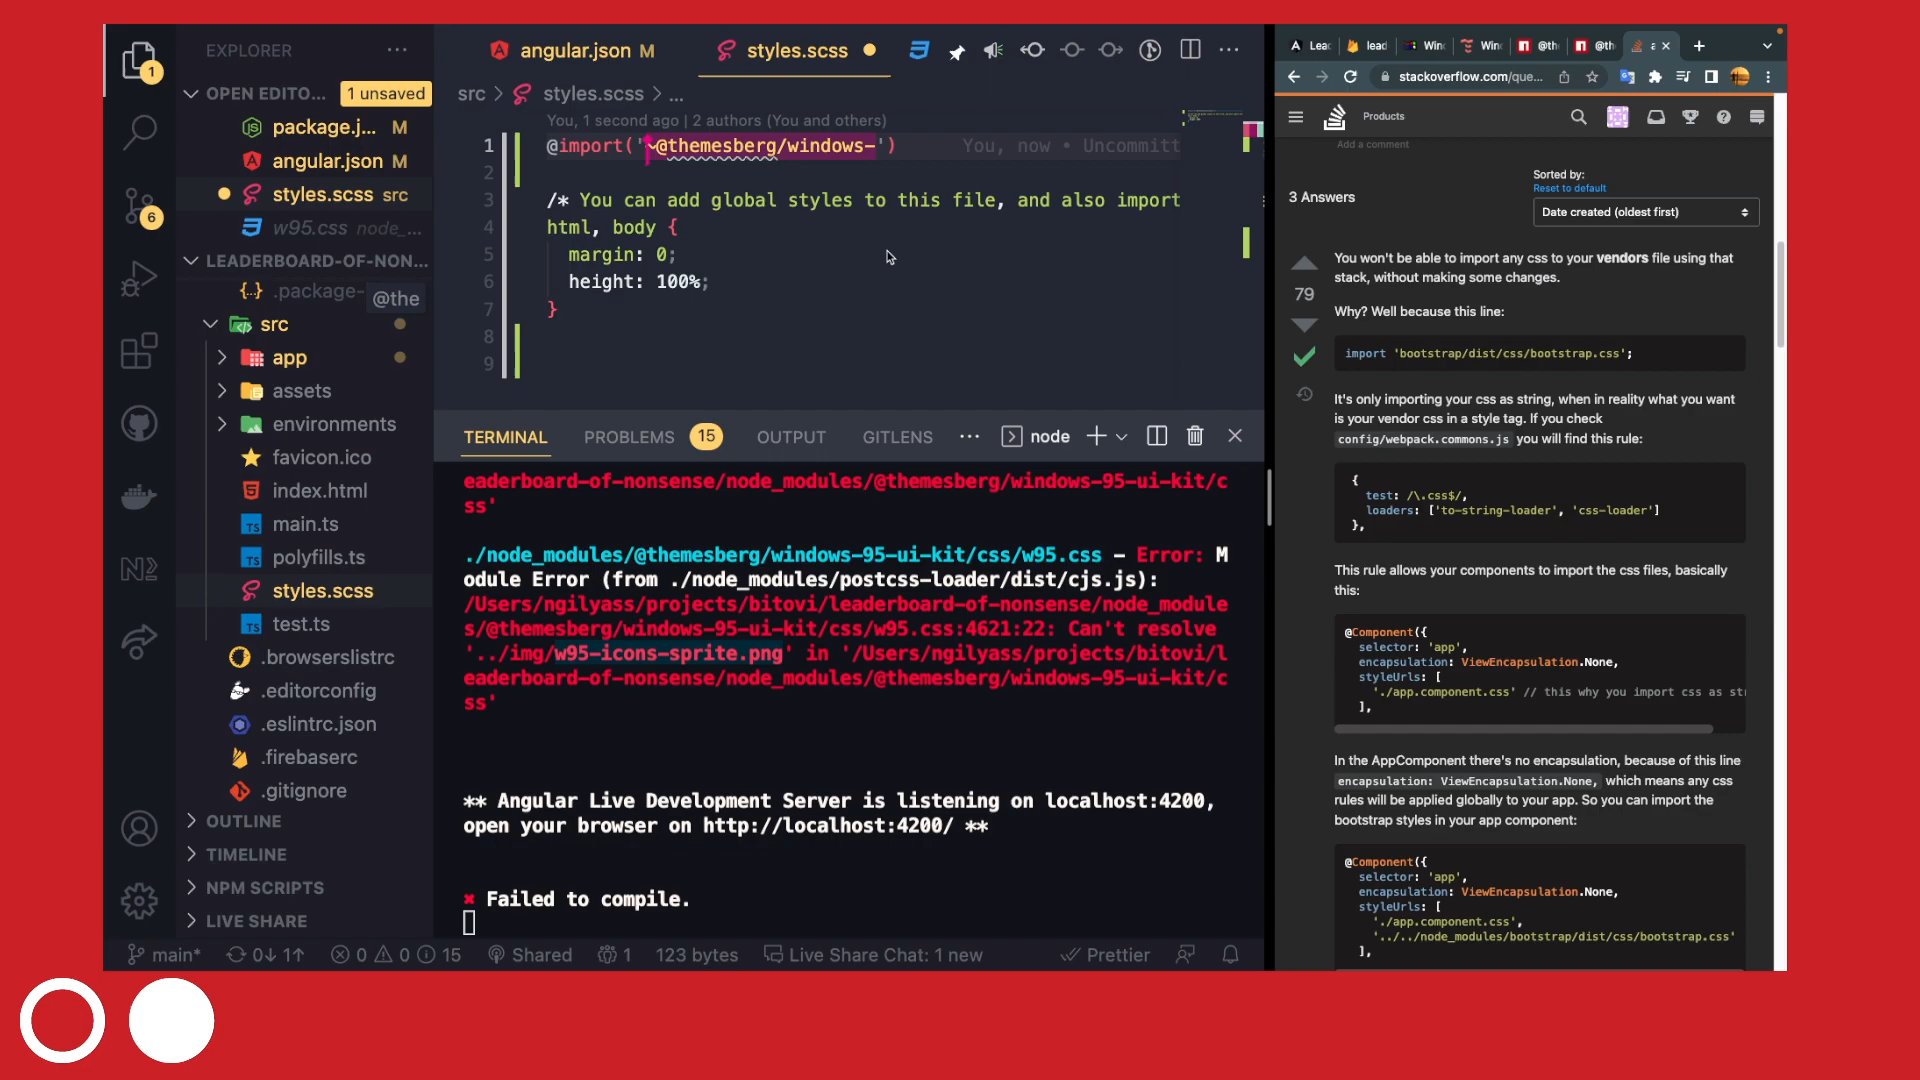 EXPLORER
OPEN EDITO...
1 unsaved
package.j... M
angular.json M
styles.scss src
w95.css node_...
LEADERBOARD-OF-NON...
.package-
@the
src
app
assets
environments
favicon.ico
index.html
main.ts
polyfills.ts
styles.scss
test.ts
.browserslistrc
.editorconfig
.eslintrc.json
.firebaserc
.gitignore
OUTLINE
TIMELINE
NPM SCRIPTS
LIVE SHARE
1
6
angular.json M
styles.scss
src > styles.scss > ...
You, 1 second ago | 2 authors (You and others)
1 @import('~@themesberg/windows-') You, now • Uncommitt
2
3 /* You can add global styles to this file, and also import
4 html, body {
5 margin: 0;
6 height: 100%;
7 }
8
9
TERMINAL PROBLEMS 15 OUTPUT GITLENS ... node
eaderboard-of-nonsense/node_modules/@themesberg/windows-95-ui-kit/c
ss'
./node_modules/@themesberg/windows-95-ui-kit/css/w95.css - Error: M
odule Error (from ./node_modules/postcss-loader/dist/cjs.js):
/Users/ngilyass/projects/bitovi/leaderboard-of-nonsense/node_module
s/@themesberg/windows-95-ui-kit/css/w95.css:4621:22: Can't resolve
'../img/w95-icons-sprite.png' in '/Users/ngilyass/projects/bitovi/l
eaderboard-of-nonsense/node_modules/@themesberg/windows-95-ui-kit/c
ss'
** Angular Live Development Server is listening on localhost:4200,
open your browser on http://localhost:4200/ **
✖ Failed to compile.
main* 0↓ 1↑ 0 0 15 Shared 1 123 bytes Live Share Chat: 1 new Prettier
Lea lead Win Win @th @th a
stackoverflow.com/que...
Products
Add a comment
3 Answers
Sorted by:
Reset to default
Date created (oldest first)
79
You won't be able to import any css to your vendors file using that
stack, without making some changes.
Why? Well because this line:
import 'bootstrap/dist/css/bootstrap.css';
It's only importing your css as string, when in reality what you want
is your vendor css in a style tag. If you check
config/webpack.commons.js you will find this rule:
{
test: /\.css$/,
loaders: ['to-string-loader', 'css-loader']
},
This rule allows your components to import the css files, basically
this:
@Component({
selector: 'app',
encapsulation: ViewEncapsulation.None,
styleUrls: [
'./app.component.css' // this why you import css as str
],
In the AppComponent there's no encapsulation, because of this line
encapsulation: ViewEncapsulation.None, which means any css
rules will be applied globally to your app. So you can import the
bootstrap styles in your app component:
@Component({
selector: 'app',
encapsulation: ViewEncapsulation.None,
styleUrls: [
'./app.component.css',
'../../node_modules/bootstrap/dist/css/bootstrap.css'
],